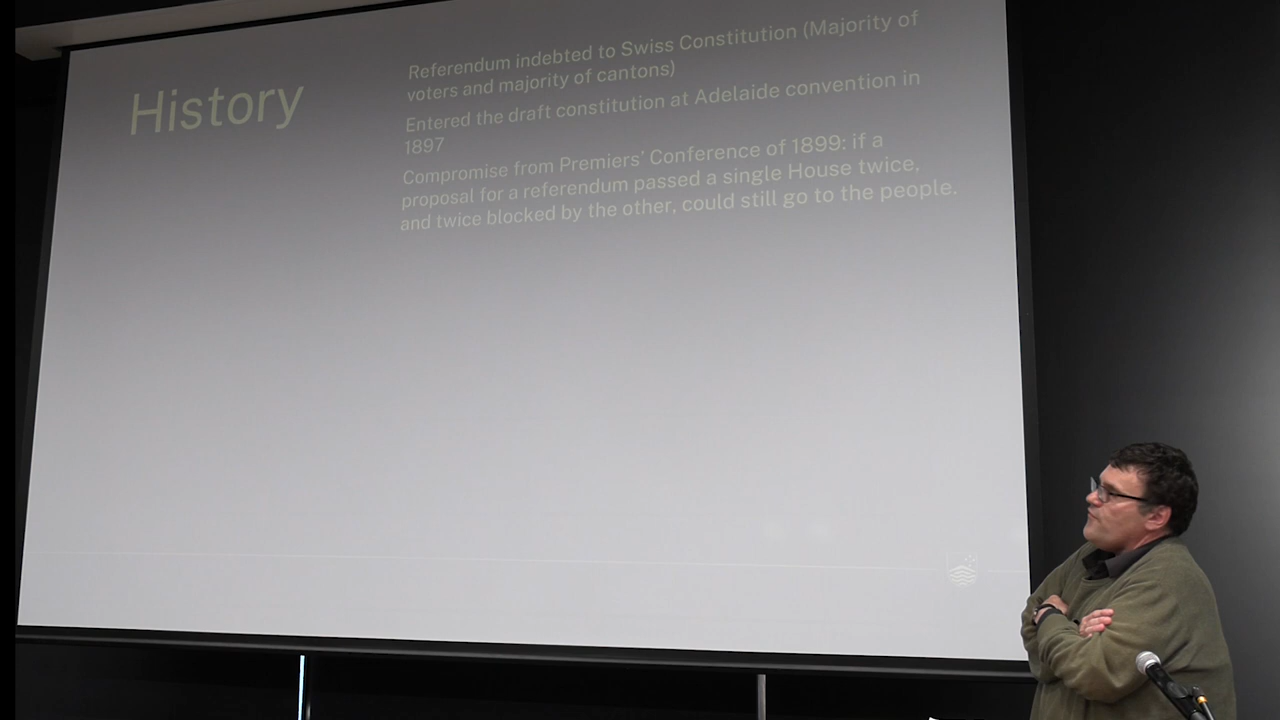 History
Referendum indebted to Swiss Constitution (Majority of
voters and majority of cantons)
Entered the draft constitution at Adelaide convention in
1897
Compromise from Premiers' Conference of 1899: if a
proposal for a referendum passed a single House twice,
and twice blocked by the other, could still go to the people.